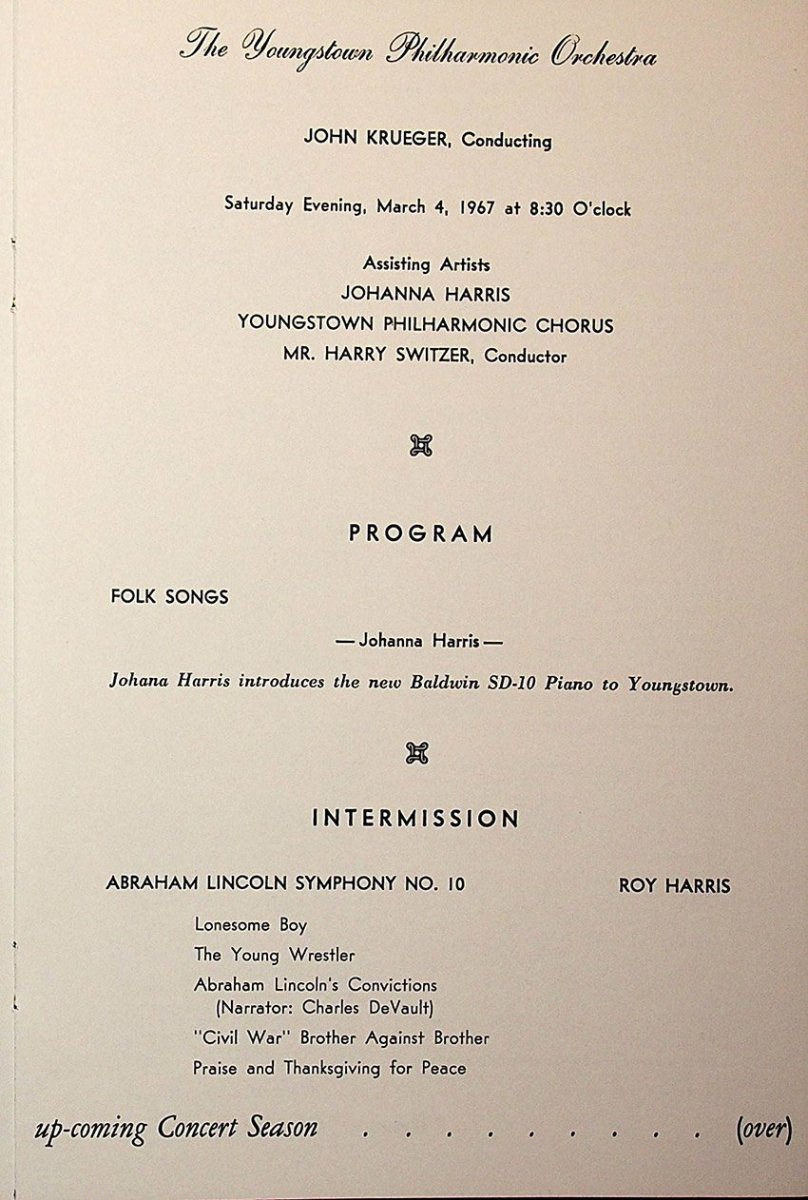 The Youngstown Philharmonic Orchestra
JOHN KRUEGER, Conducting
Saturday Evening, March 4, 1967 at 8:30 O'clock
Assisting Artists
JOHANNA HARRIS
YOUNGSTOWN PHILHARMONIC CHORUS
MR. HARRY SWITZER, Conductor
PROGRAM
FOLK SONGS
—Johanna Harris—
Johana Harris introduces the new Baldwin SD-10 Piano to Youngstown.
INTERMISSION
ABRAHAM LINCOLN SYMPHONY NO. 10 ROY HARRIS
Lonesome Boy
The Young Wrestler
Abraham Lincoln's Convictions
(Narrator: Charles DeVault)
"Civil War" Brother Against Brother
Praise and Thanksgiving for Peace
up-coming Concert Season . . . . . . . . . (over)